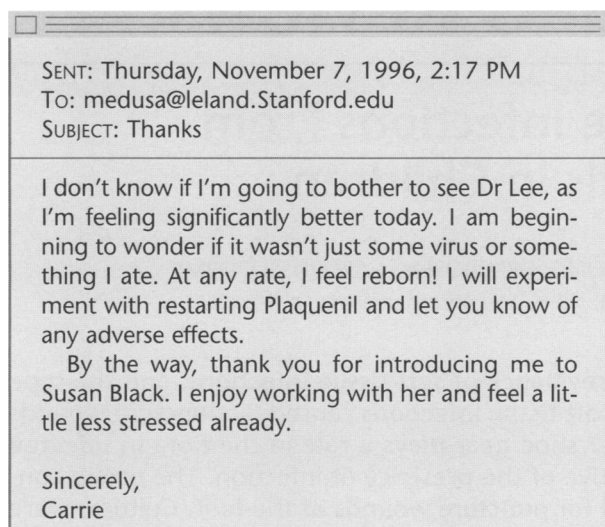 SENT: Thursday, November 7, 1996, 2:17 PM
TO: medusa@leland.Stanford.edu
SUBJECT: Thanks
I don't know if I'm going to bother to see Dr Lee, as
I'm feeling significantly better today. I am begin-
ning to wonder if it wasn't just some virus or some-
thing I ate. At any rate, I feel reborn! I will experi-
ment with restarting Plaquenil and let you know of
any adverse effects.
By the way, thank you for introducing me to
Susan Black. I enjoy working with her and feel a lit-
tle less stressed already.
Sincerely,
Carrie